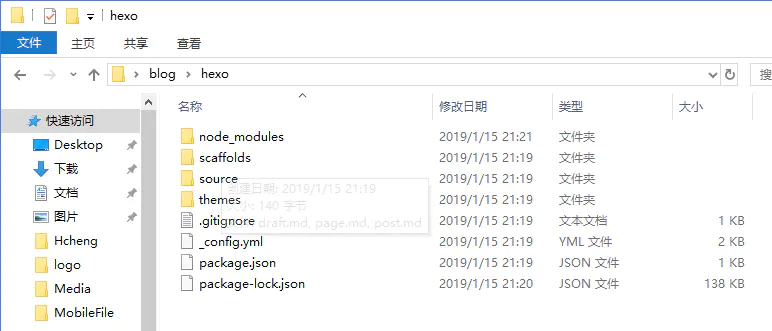 hexo
文件 主页 共享 查看
blog hexo 搜
名称 修改日期 类型 大小
快速访问
Desktop
下载
文档
图片
Hcheng
logo
Media
MobileFile
node_modules 2019/1/15 21:21 文件夹
scaffolds 2019/1/15 21:19 文件夹
source 2019/1/15 21:19 文件夹
themes 2019/1/15 21:19 文件夹
.gitignore 2019/1/15 21:19 文本文档 1 KB
_config.yml 2019/1/15 21:19 YML 文件 2 KB
package.json 2019/1/15 21:19 JSON 文件 1 KB
package-lock.json 2019/1/15 21:20 JSON 文件 138 KB
创建日期: 2019/1/15 21:19
大小: 140 字节
draft.md, page.md, post.md